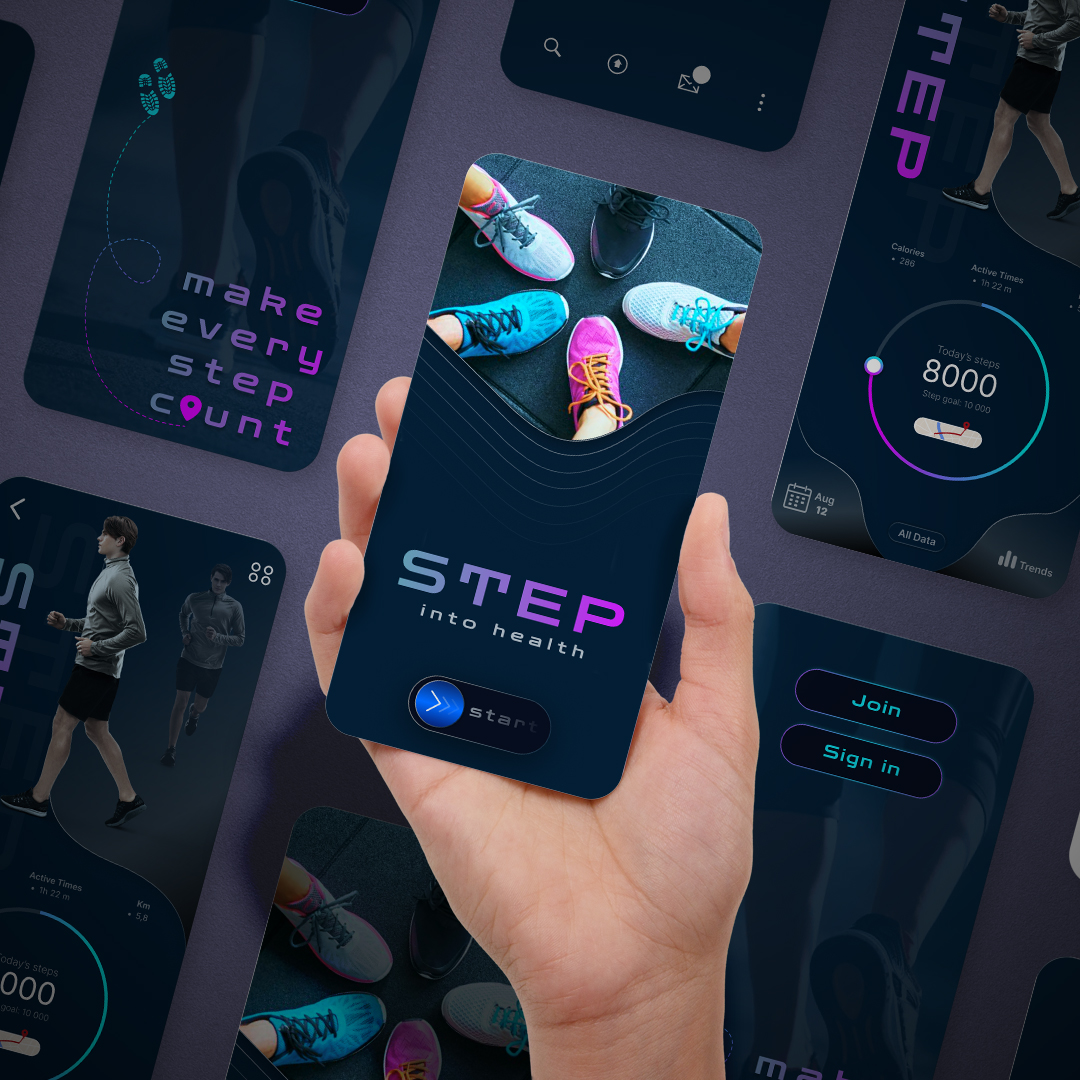 make
every
step
count
STEP
into health
start
TEP
Calories
• 286
Active Times
• 1h 22 m
Today's steps
8000
Step goal: 10 000
Aug
12
All Data
Trends
Active Times
• 1h 22 m
Km
• 5,8
Today's steps
000
goal: 10 000
Join
Sign in